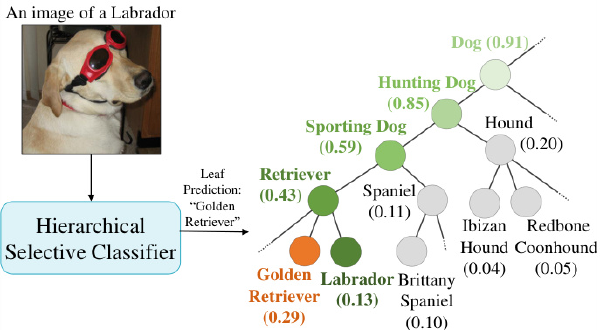 An image of a Labrador
Hierarchical
Selective Classifier
Leaf
Prediction:
“Golden
Retriever”
Dog (0.91)
Hunting Dog
(0.85)
Sporting Dog
(0.59)
Hound
(0.20)
Retriever
(0.43)
Spaniel
(0.11)
Ibizan
Hound
(0.04)
Redbone
Coonhound
(0.05)
Golden
Retriever
(0.29)
Labrador
(0.13)
Brittany
Spaniel
(0.10)